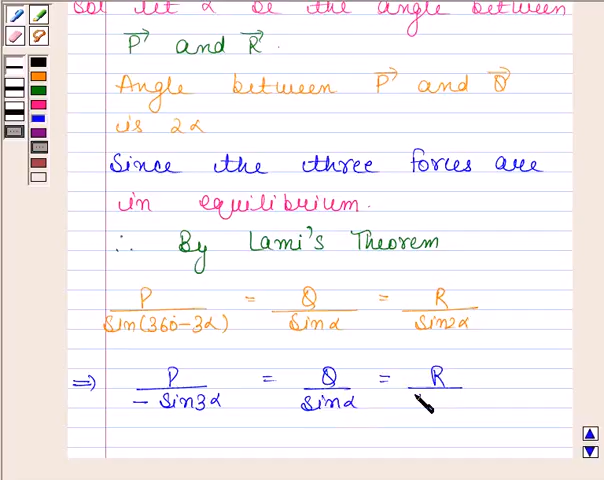 Sol let α be the angle between
P⃗ and R⃗.
Angle between P⃗ and Q⃗
is 2α
Since the three forces are
in equilibrium.
∴ By Lami's Theorem
P/sin(360-3α) = Q/sinα = R/sin2α
⇒ P/-sin3α = Q/sinα = R/